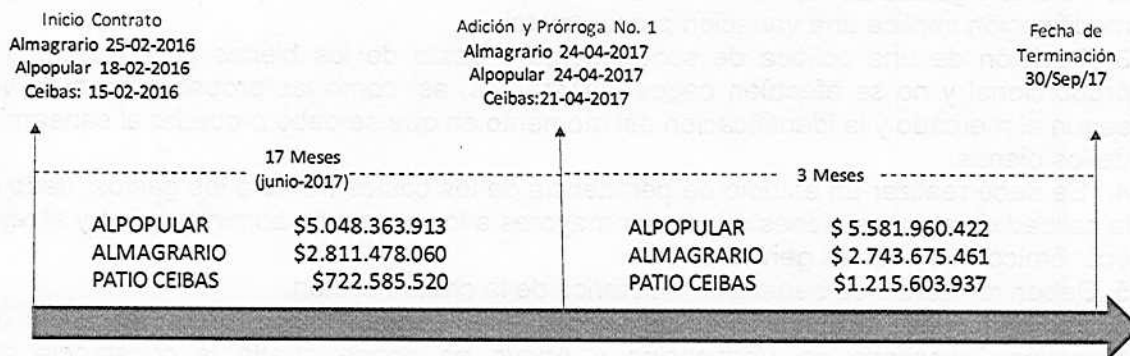 Inicio Contrato
Almagrario 25-02-2016
Alpopular 18-02-2016
Ceibas: 15-02-2016
Adición y Prórroga No. 1
Almagrario 24-04-2017
Alpopular 24-04-2017
Ceibas:21-04-2017
Fecha de
Terminación
30/Sep/17
17 Meses
(junio-2017)
3 Meses
ALPOPULAR $5.048.363.913
ALMAGRARIO $2.811.478.060
PATIO CEIBAS $722.585.520
ALPOPULAR $ 5.581.960.422
ALMAGRARIO $ 2.743.675.461
PATIO CEIBAS $1.215.603.937